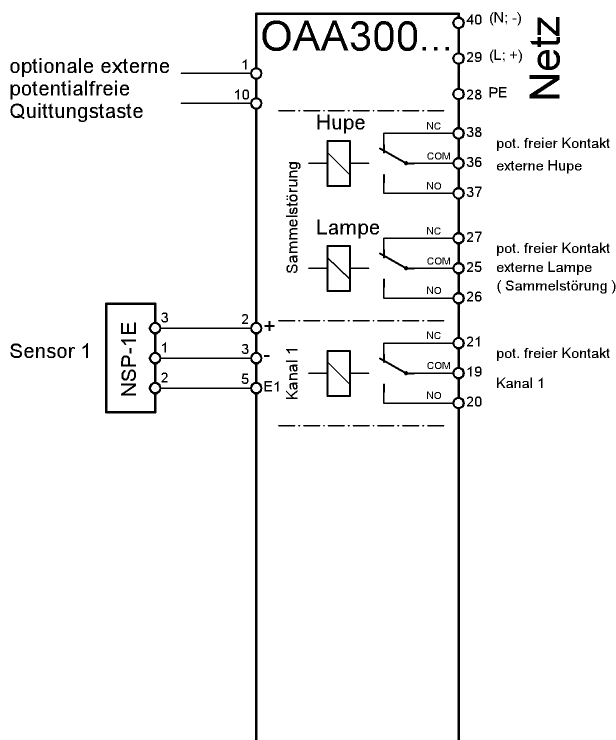 OAA300...
40 (N; -)
29 (L; +)
28 PE
Netz
optionale externe
potentialfreie
Quittungstaste
1
10
Sammelstörung
Hupe
NC
COM
NO
38
36
37
pot. freier Kontakt
externe Hupe
Lampe
NC
COM
NO
27
25
26
pot. freier Kontakt
externe Lampe
( Sammelstörung )
Sensor 1
NSP-1E
3
1
2
2
3
5
+
-
E1
Kanal 1
NC
COM
NO
21
19
20
pot. freier Kontakt
Kanal 1